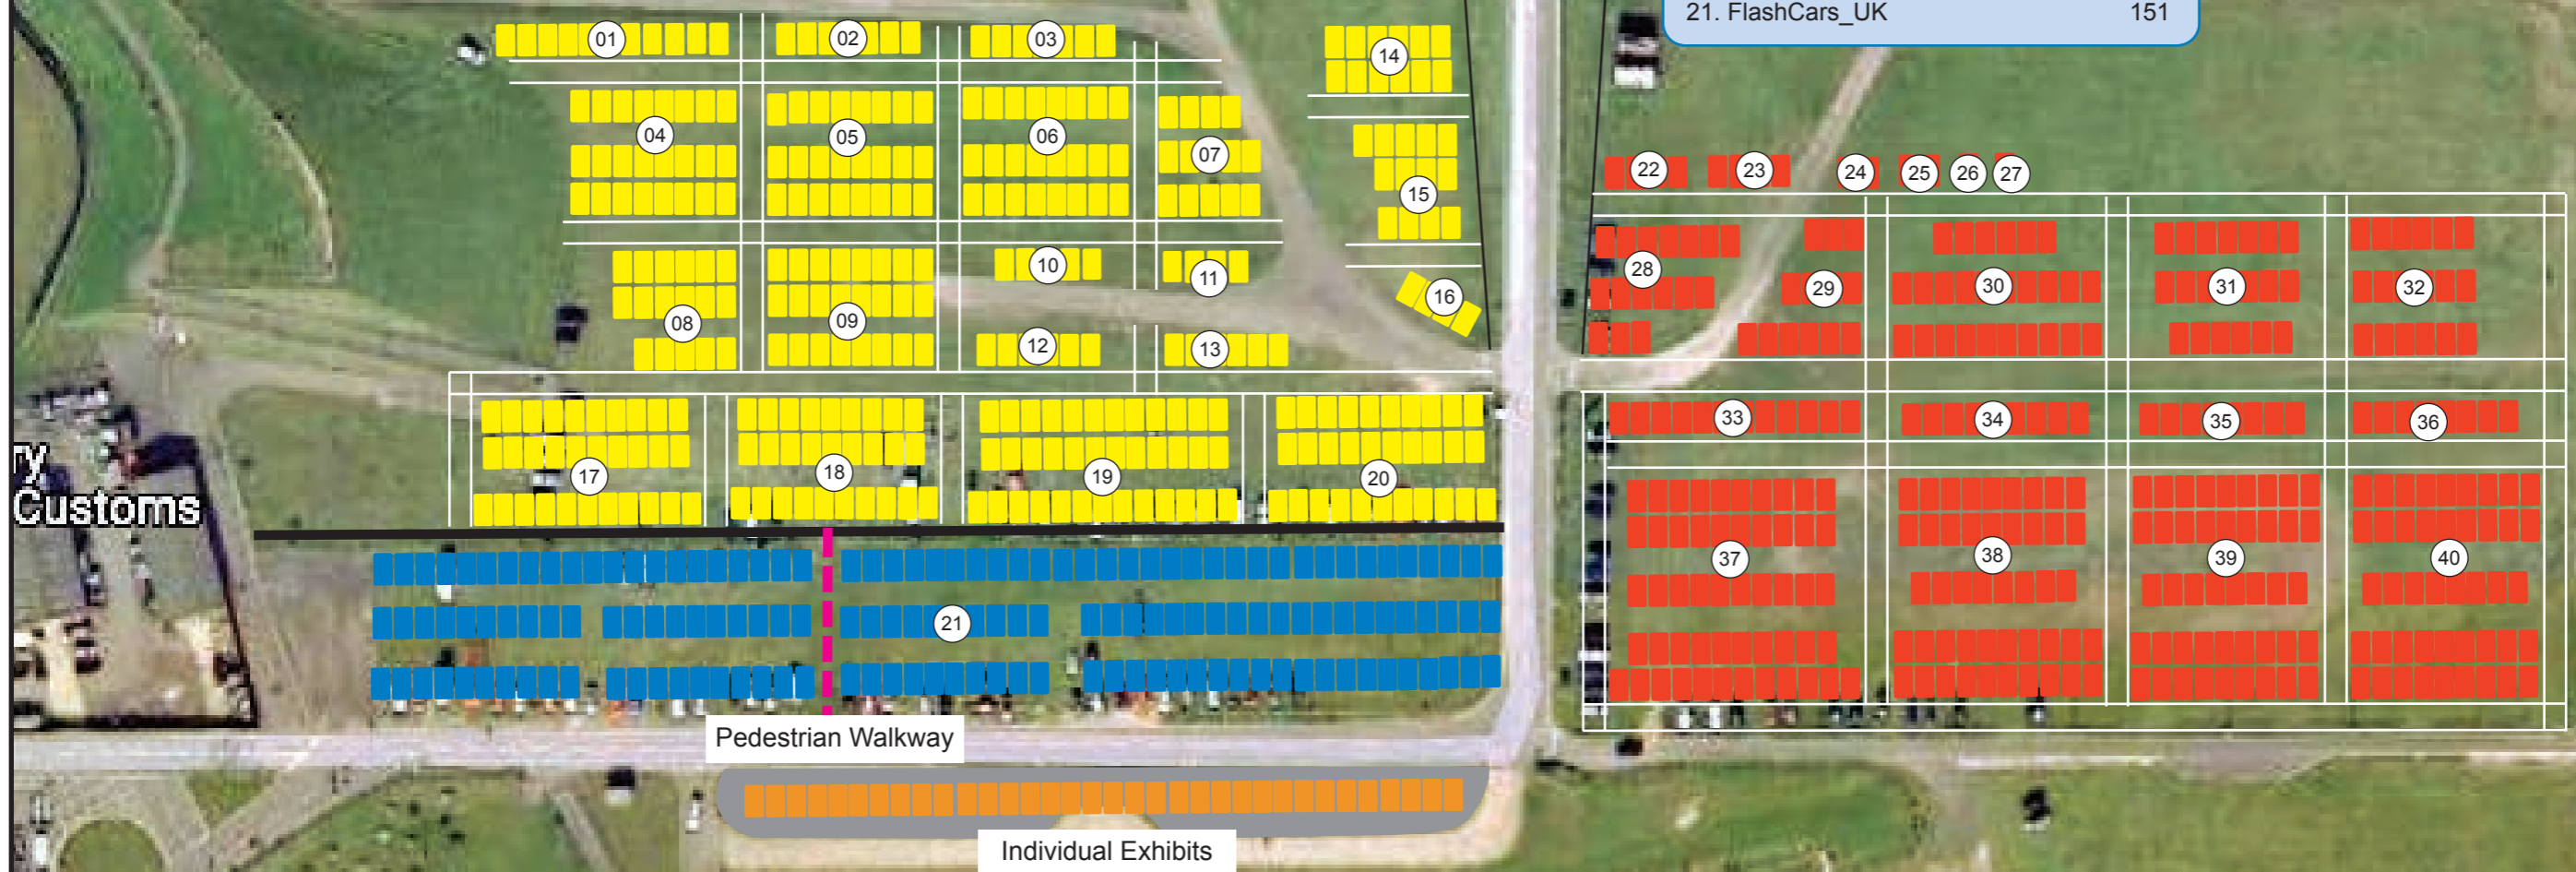 21. FlashCars_UK 151
01 02 03 14
04 05 06 07 15
22 23 24 25 26 27
08 09 10 11 16
12 13
28 29 30 31 32
33 34 35 36
17 18 19 20
37 38 39 40
ry
Customs
21
Pedestrian Walkway
Individual Exhibits